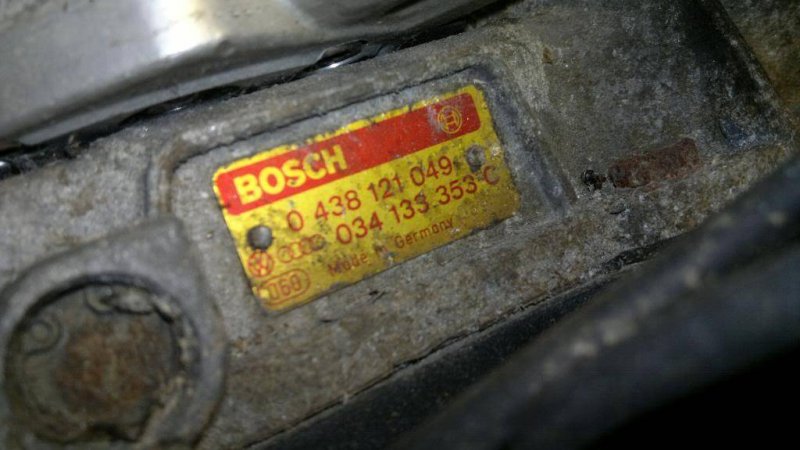 BOSCH
0 438 121 049
034 133 353 C
Made in Germany